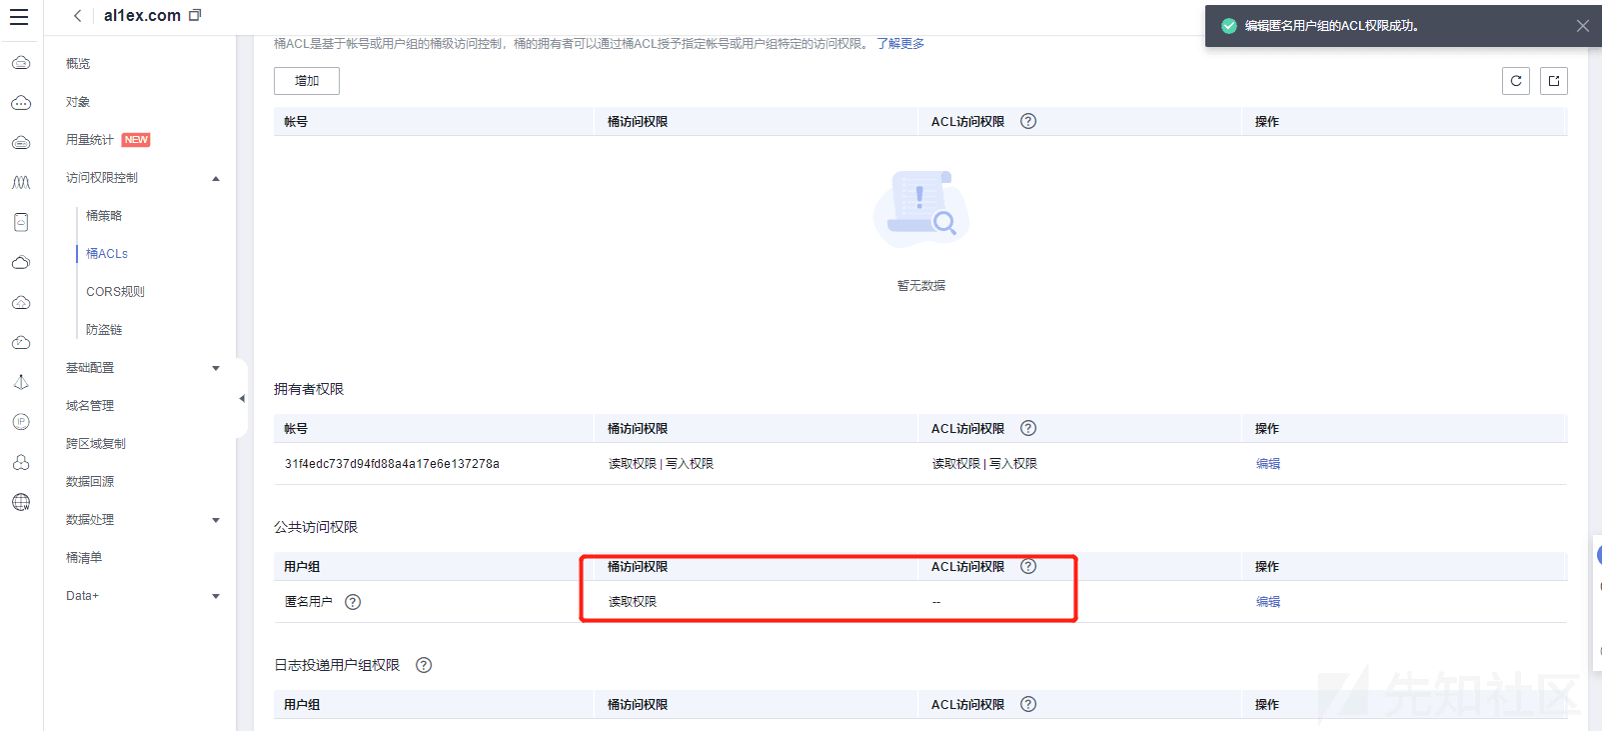 al1ex.com
编辑匿名用户组的ACL权限成功。
概览
对象
用量统计 NEW
访问权限控制
桶策略
桶ACLs
CORS规则
防盗链
基础配置
域名管理
跨区域复制
数据回源
数据处理
桶清单
Data+
桶ACL是基于帐号或用户组的桶级访问控制，桶的拥有者可以通过桶ACL授予指定帐号或用户组特定的访问权限。 了解更多
增加
帐号 桶访问权限 ACL访问权限 ? 操作
暂无数据
拥有者权限
帐号 桶访问权限 ACL访问权限 ? 操作
31f4edc737d94fd88a4a17e6e137278a 读取权限 | 写入权限 读取权限 | 写入权限 编辑
公共访问权限
用户组 桶访问权限 ACL访问权限 ? 操作
匿名用户 ? 读取权限 -- 编辑
日志投递用户组权限 ?
用户组 桶访问权限 ACL访问权限 ? 操作
IP
先知社区